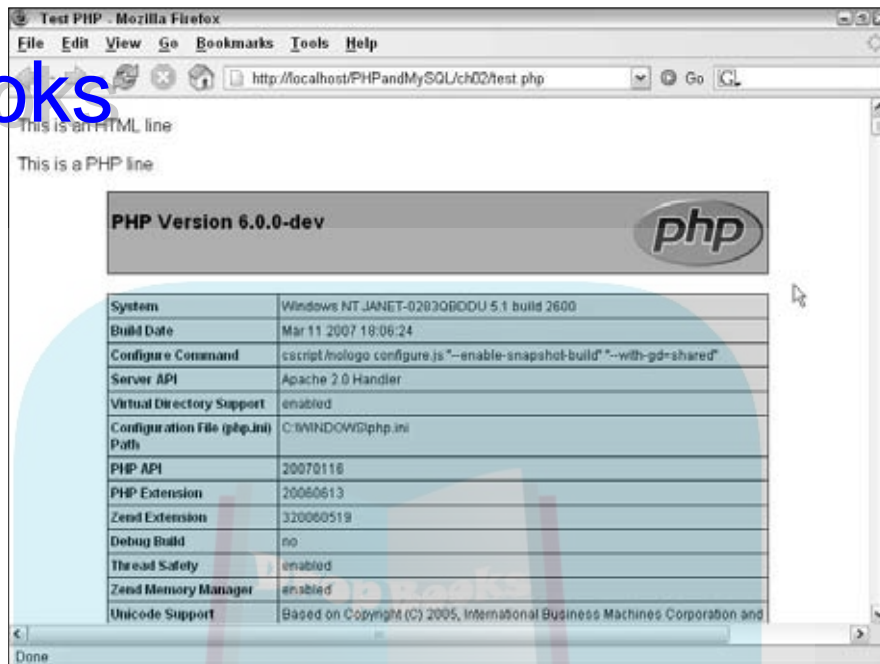 Test PHP - Mozilla Firefox
File Edit View Go Bookmarks Tools Help
http://localhost/PHPandMySQL/ch02/test.php
Go
oks
This is an HTML line
This is a PHP line
PHP Version 6.0.0-dev
php
System Windows NT JANET-0283QBDDU 5.1 build 2600
Build Date Mar 11 2007 18:06:24
Configure Command cscript /nologo configure.js "--enable-snapshot-build" "--with-gd=shared"
Server API Apache 2.0 Handler
Virtual Directory Support enabled
Configuration File (php.ini) Path C:\WINDOWS\php.ini
PHP API 20070116
PHP Extension 20060613
Zend Extension 320060519
Debug Build no
Thread Safety enabled
Zend Memory Manager enabled
Unicode Support Based on Copyright (C) 2005, International Business Machines Corporation and
Drop Books
Done